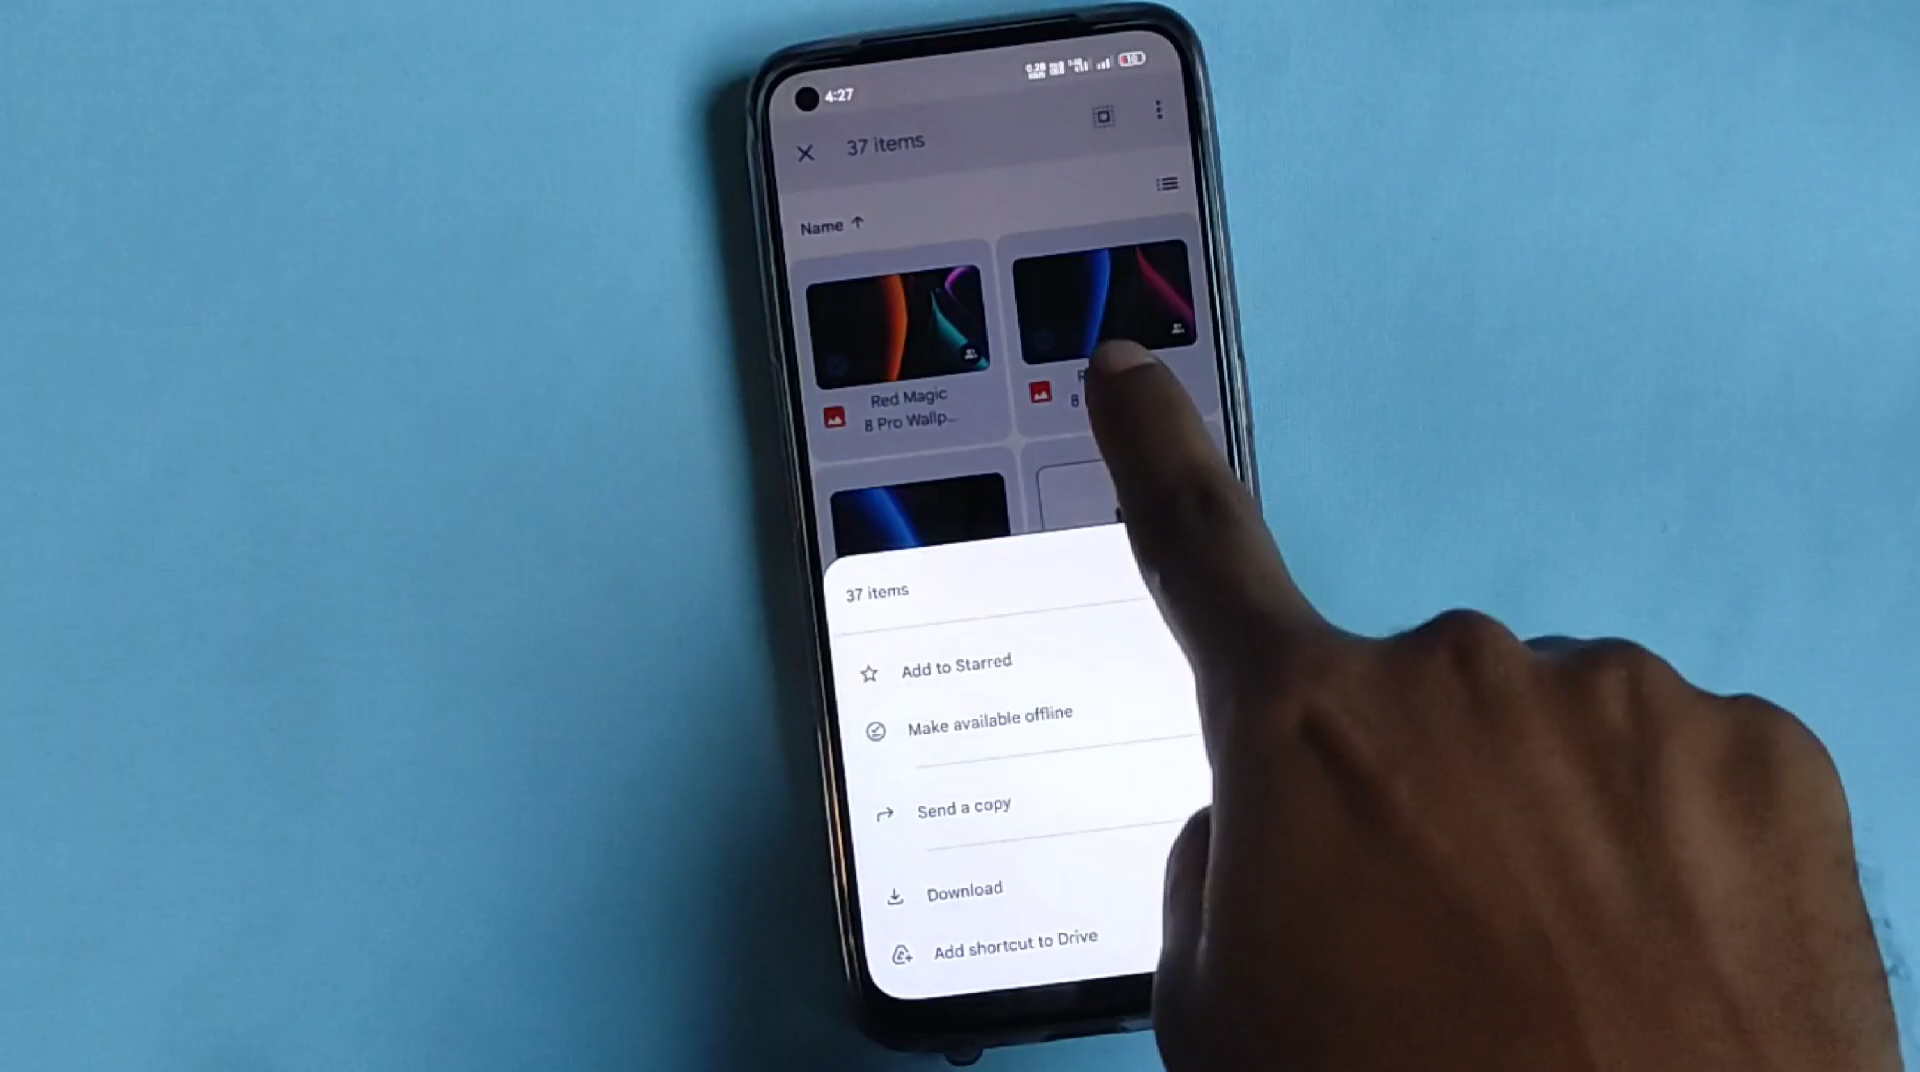 4:27
37 items
Name ↑
Red Magic
8 Pro Wallp...
8
37 items
Add to Starred
Make available offline
Send a copy
Download
Add shortcut to Drive